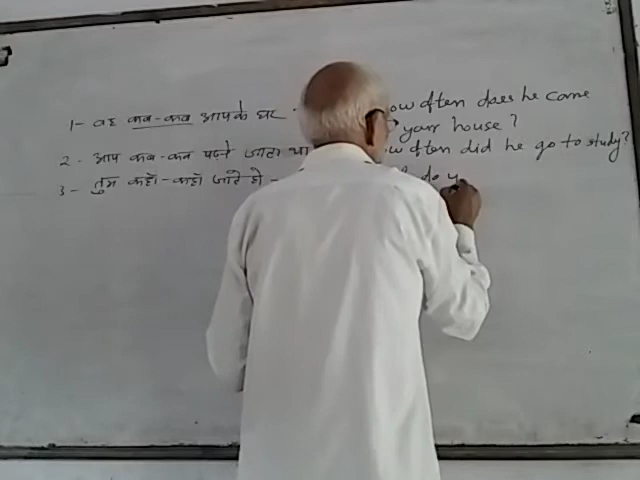 1- वह कब-कब आपके घर ow often does he come
your house?
2. आप कब-कब पढ़ने जाता था ow often did he go to study?
3- तुम कहाँ-कहाँ जाते हो - do y